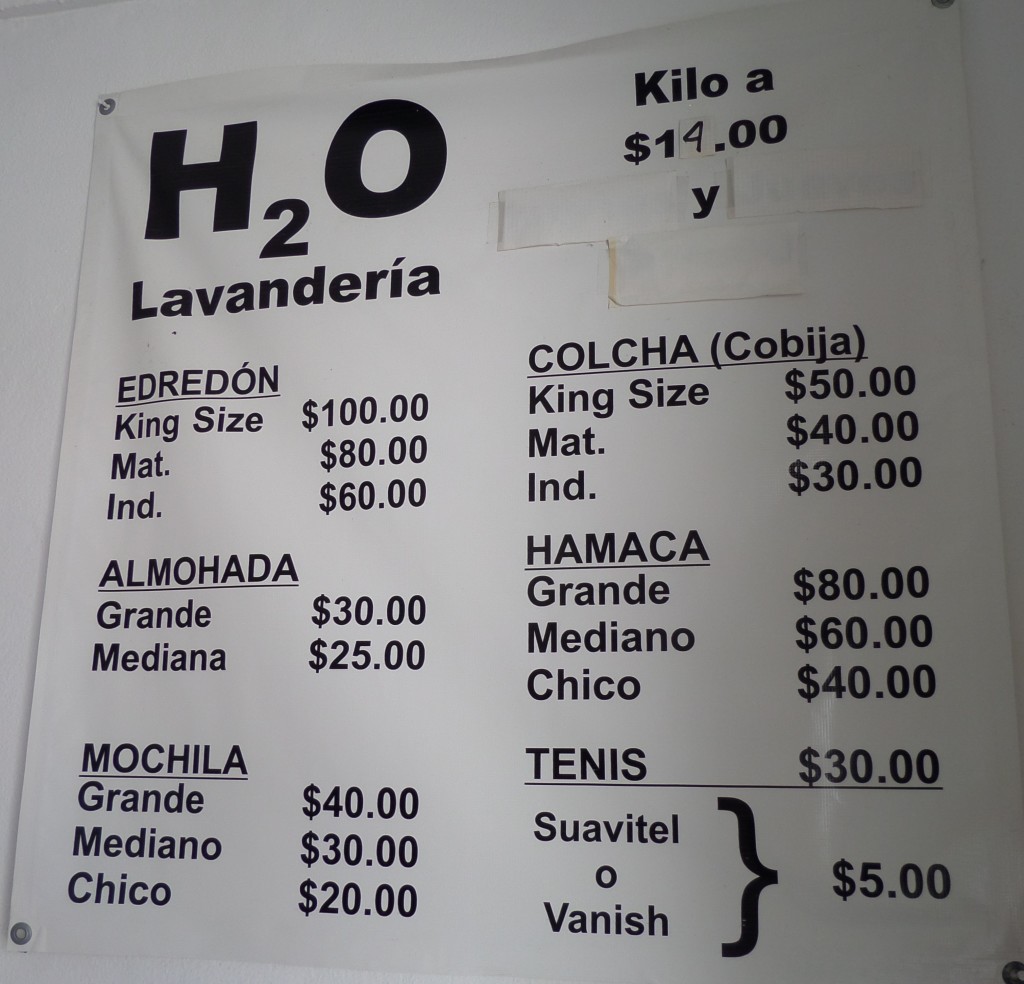 H2O
Lavandería
Kilo a
$14.00
y
EDREDÓN
King Size $100.00
Mat. $80.00
Ind. $60.00
ALMOHADA
Grande $30.00
Mediana $25.00
MOCHILA
Grande $40.00
Mediano $30.00
Chico $20.00
COLCHA (Cobija)
King Size $50.00
Mat. $40.00
Ind. $30.00
HAMACA
Grande $80.00
Mediano $60.00
Chico $40.00
TENIS $30.00
Suavitel
o
Vanish
} $5.00